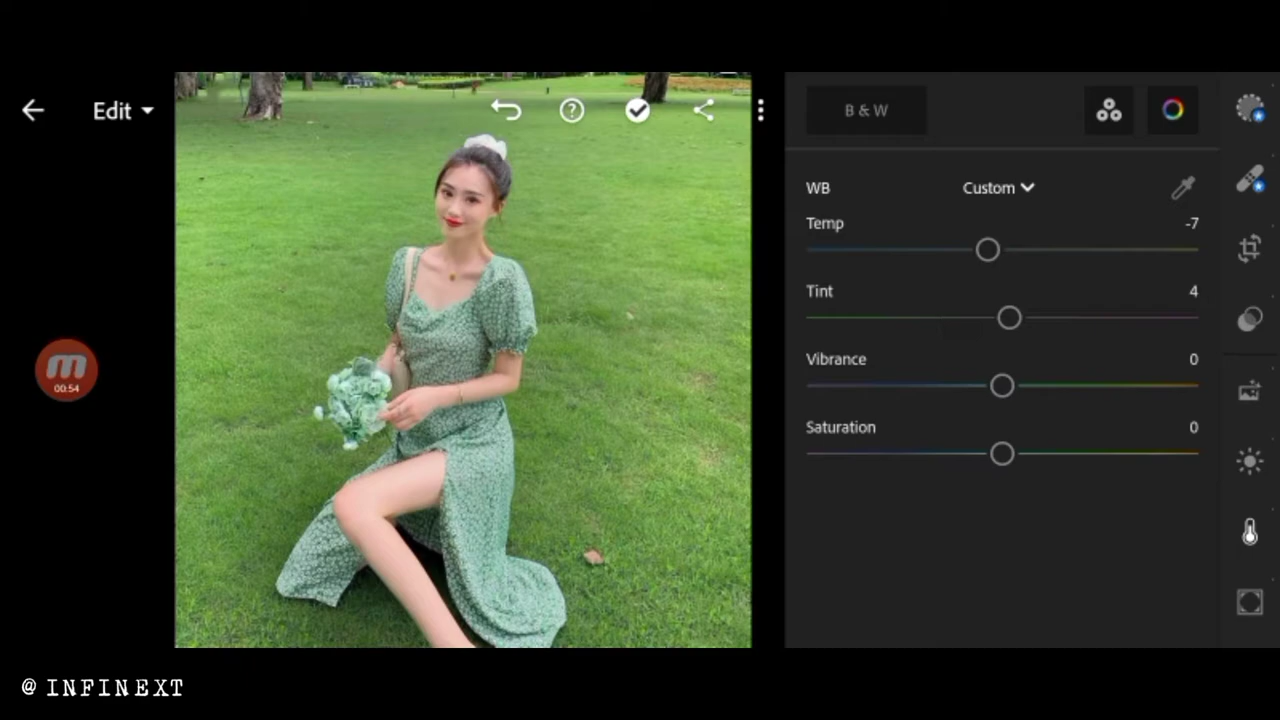 Edit
B & W
WB Custom
Temp -7
Tint 4
Vibrance 0
Saturation 0
m
00:54
@ INFINEXT